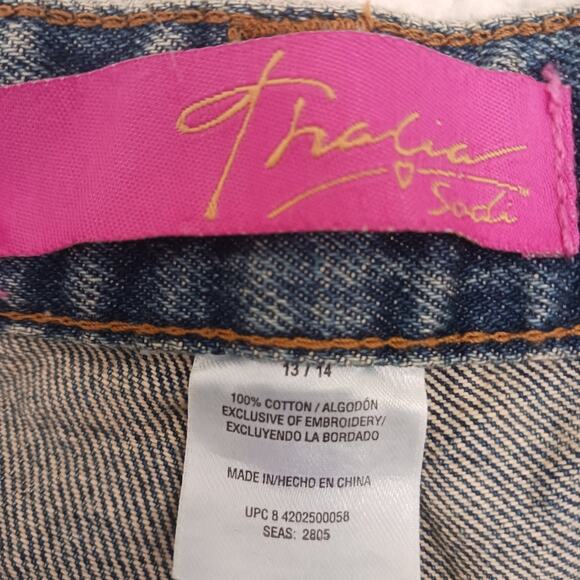 Thalia
Sodi™
13 / 14
100% COTTON / ALGODÓN
EXCLUSIVE OF EMBROIDERY/
EXCLUYENDO LA BORDADO
MADE IN/HECHO EN CHINA
UPC 8 4202500058
SEAS: 2805